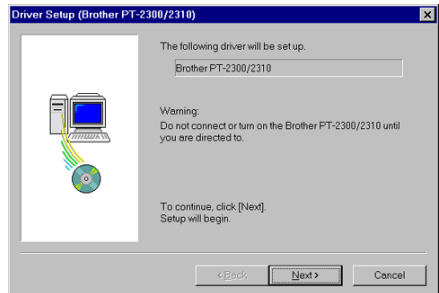 Driver Setup (Brother PT-2300/2310)
The following driver will be set up.
Brother PT-2300/2310
Warning:
Do not connect or turn on the Brother PT-2300/2310 until
you are directed to.
To continue, click [Next].
Setup will begin.
< Back Next > Cancel